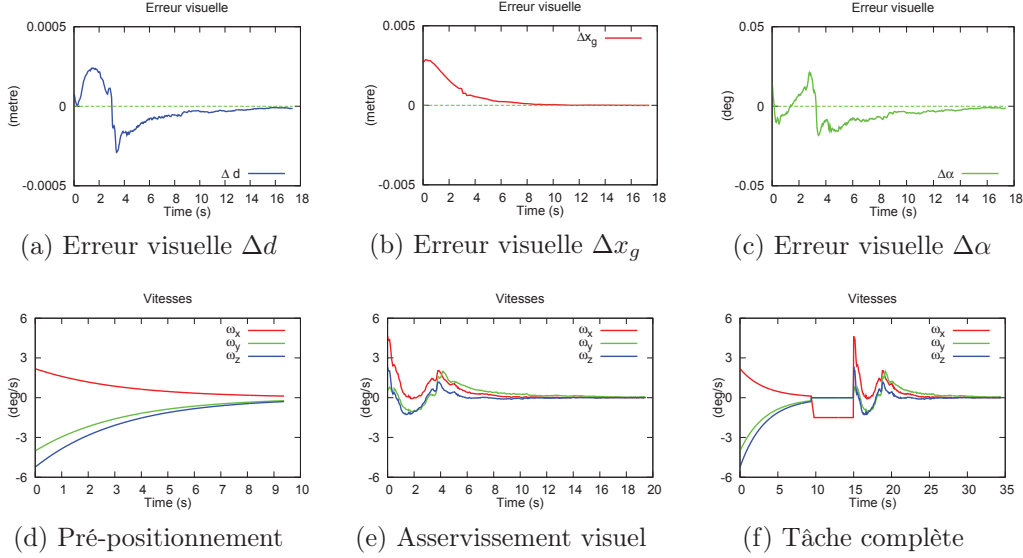 Erreur visuelle
0.0005
0
-0.0005
(metre)
Δ d
0 2 4 6 8 10 12 14 16 18
Time (s)
(a) Erreur visuelle Δd
Erreur visuelle
0.005
0
-0.005
(metre)
Δx_g
0 2 4 6 8 10 12 14 16 18
Time (s)
(b) Erreur visuelle Δx_g
Erreur visuelle
0.05
0
-0.05
(deg)
Δα
0 2 4 6 8 10 12 14 16 18
Time (s)
(c) Erreur visuelle Δα
Vitesses
6
3
0
-3
-6
(deg/s)
ω_x
ω_y
ω_z
0 1 2 3 4 5 6 7 8 9 10
Time (s)
(d) Pré-positionnement
Vitesses
6
3
0
-3
-6
(deg/s)
ω_x
ω_y
ω_z
0 2 4 6 8 10 12 14 16 18 20
Time (s)
(e) Asservissement visuel
Vitesses
6
3
0
-3
-6
(deg/s)
ω_x
ω_y
ω_z
0 5 10 15 20 25 30 35
Time (s)
(f) Tâche complète